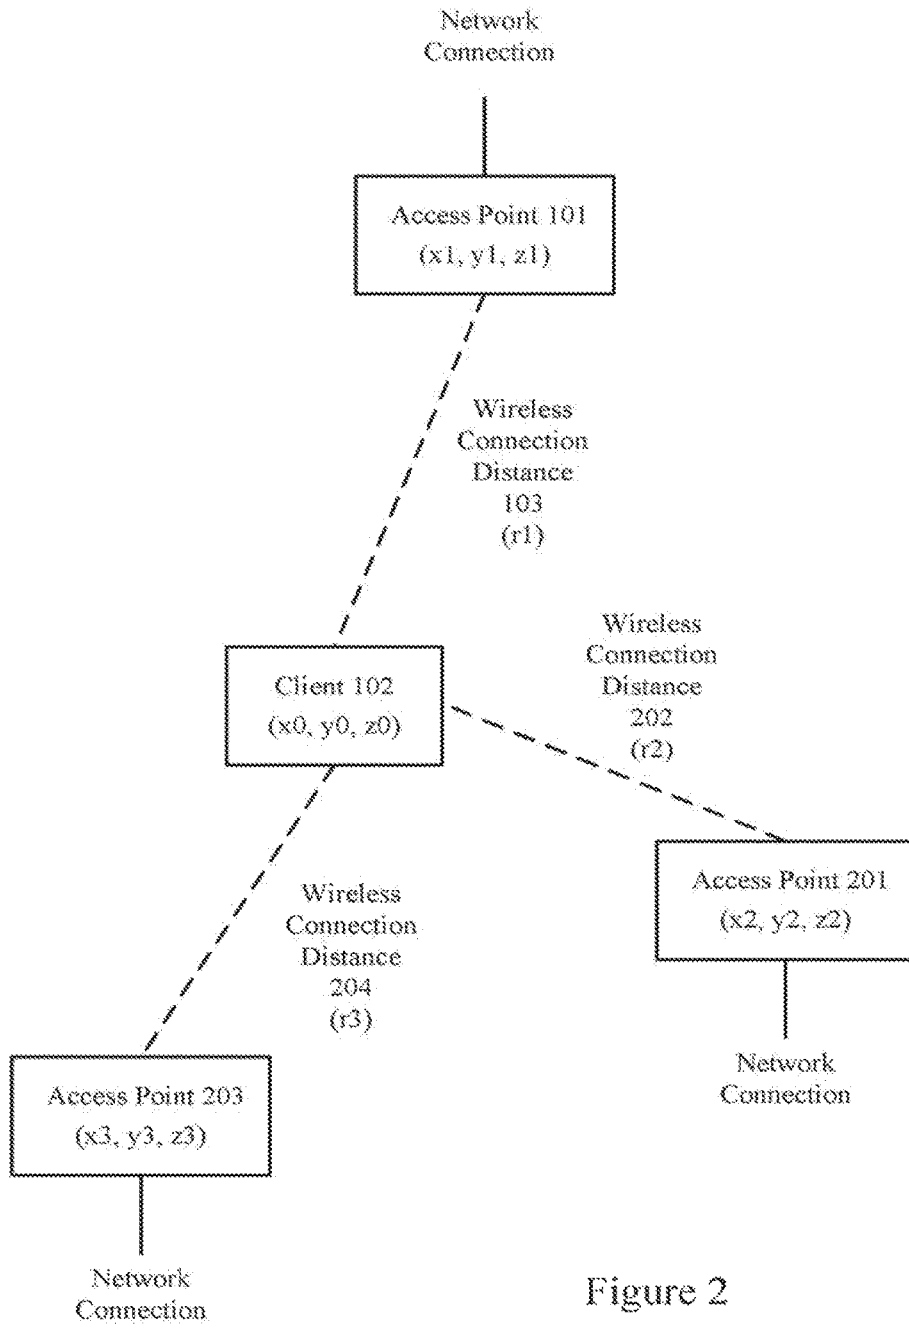 Network
Connection
Access Point 101
(x1, y1, z1)
Wireless
Connection
Distance
103
(r1)
Wireless
Connection
Distance
202
(r2)
Client 102
(x0, y0, z0)
Access Point 201
(x2, y2, z2)
Wireless
Connection
Distance
204
(r3)
Network
Connection
Access Point 203
(x3, y3, z3)
Network
Connection
Figure 2